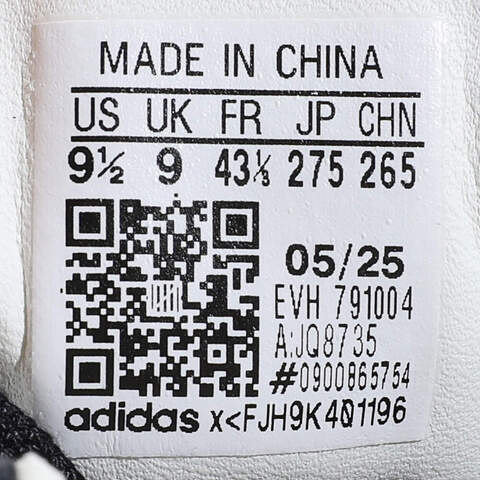 MADE IN CHINA
US UK FR JP CHN
9½ 9 43⅓ 275 265
05/25
EVH 791004
A:JQ8735
#0900865754
adidas x<FJH9K401196